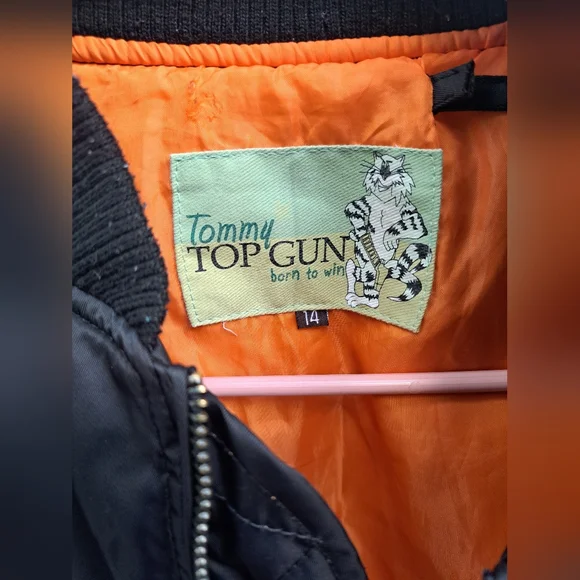 Tommy
TOP GUN
born to win
14